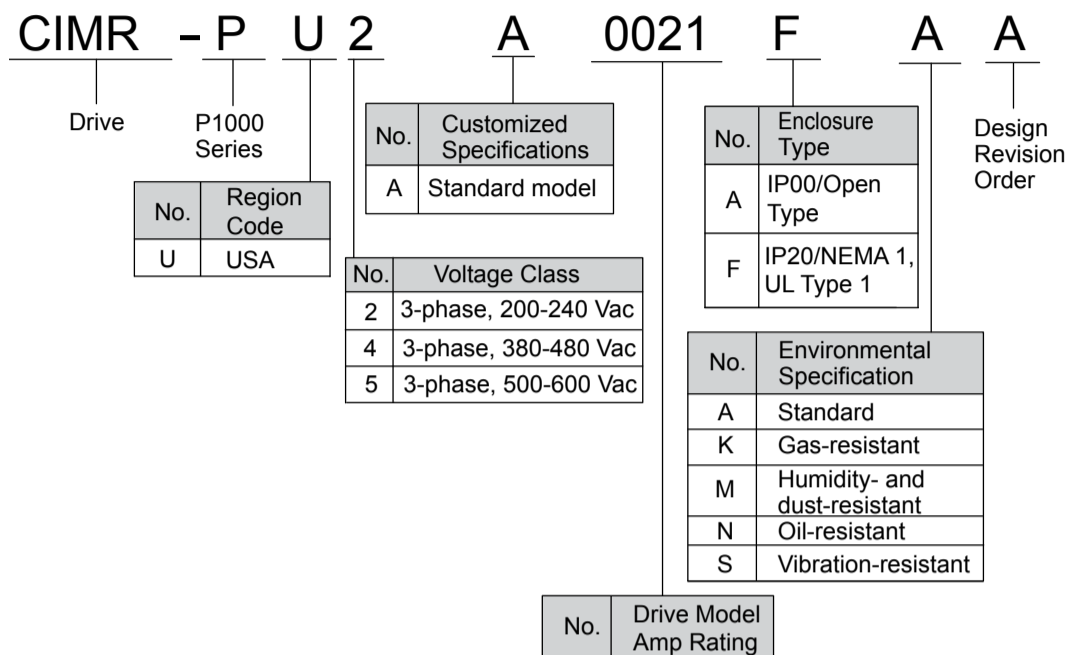 CIMR - P U 2 A 0021 F A A
Drive
P1000
Series
No. Region
Code
U USA
No. Customized
Specifications
A Standard model
No. Voltage Class
2 3-phase, 200-240 Vac
4 3-phase, 380-480 Vac
5 3-phase, 500-600 Vac
No. Enclosure
Type
A IP00/Open
Type
F IP20/NEMA 1,
UL Type 1
Design
Revision
Order
No. Environmental
Specification
A Standard
K Gas-resistant
M Humidity- and
dust-resistant
N Oil-resistant
S Vibration-resistant
No. Drive Model
Amp Rating